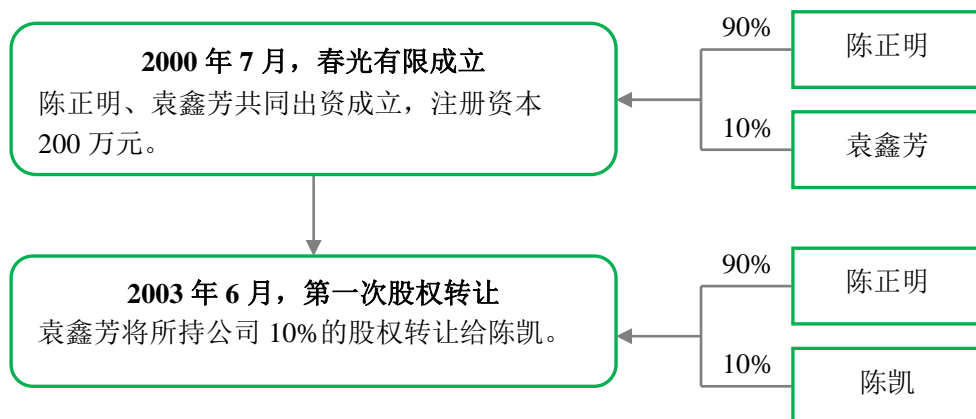 2000 年 7 月，春光有限成立
陈正明、袁鑫芳共同出资成立，注册资本
200 万元。
90%
陈正明
10%
袁鑫芳
2003 年 6 月，第一次股权转让
袁鑫芳将所持公司 10%的股权转让给陈凯。
90%
陈正明
10%
陈凯